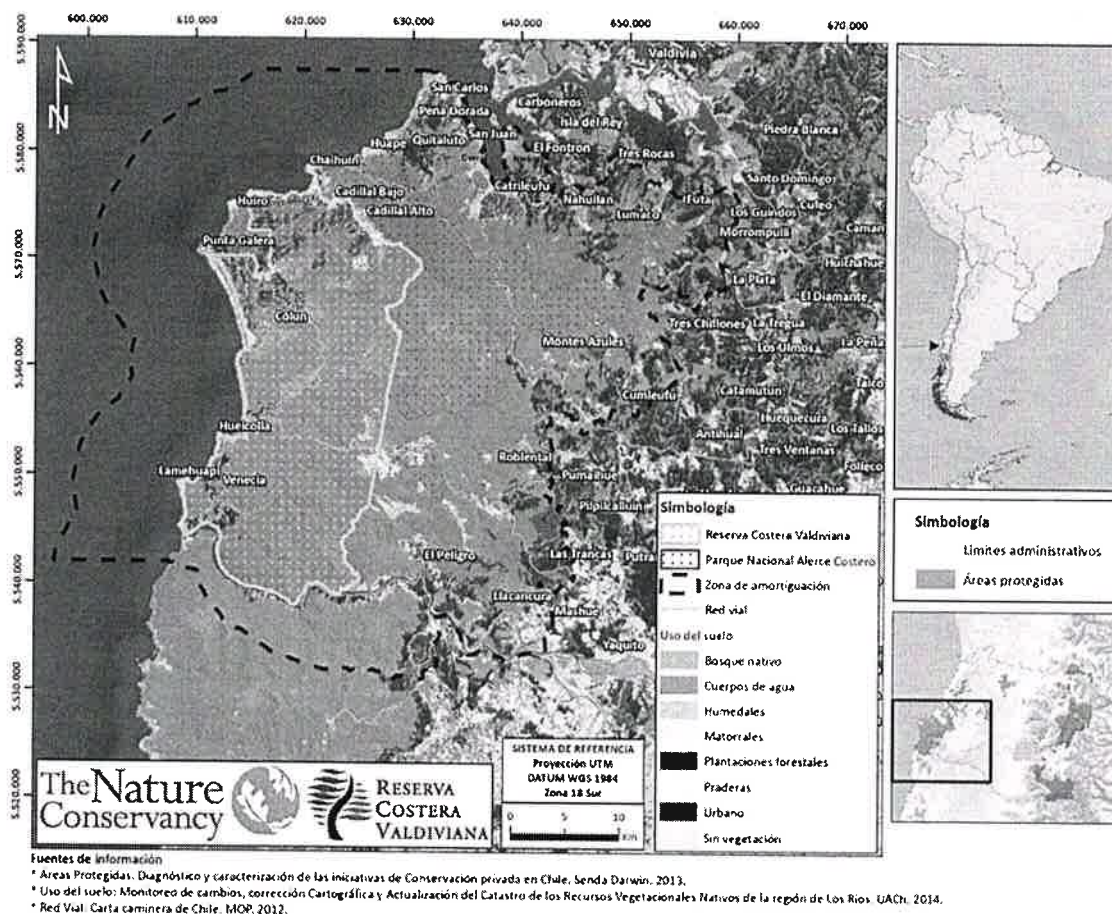 600.000 610.000 620.000 630.000 640.000 650.000 660.000 670.000
5.590.000
5.580.000
5.570.000
5.560.000
5.550.000
5.540.000
5.530.000
5.520.000
N
Valdivia
San Carlos
Carboneros
Pena Dorada
Isla del Rey
Piedra Blanca
San Juan
Huape
Quitaluto
El Fontron
Tres Rocas
Chaihuín
Catrileufu
Santo Domingo
Cadillal Bajo
Huiro
Nahuilan
Futa
Culeo
Cadillal Alto
Lumaco
Los Guindos
Punta Galera
Morrompulli
Caman
Huichahue
La Plata
El Diamante
Colun
Tres Chiflones
La Tregua
Montes Azules
Los Ulmos
La Peña
Cumleufu
Catamutun
Talco
Huequecura
Hueicolla
Antihual
Los Tallos
Roblental
Tres Ventanas
Lamehuapi
Venecia
Pumaihue
Folleco
Guacahue
Pupilcalluin
El Peligro
Las Trancas
Putra
Llacancura
Mashue
Yaquito
Simbología
Reserva Costera Valdiviana
Parque Nacional Alerce Costero
Zona de amortiguación
Red vial
Uso del suelo
Bosque nativo
Cuerpos de agua
Humedales
Matorrales
Plantaciones forestales
Praderas
Urbano
Sin vegetación
Simbología
Limites administrativos
Áreas protegidas
SISTEMA DE REFERENCIA
Proyección UTM
DATUM WGS 1984
Zona 18 Sur
0 5 10
Km
The Nature
Conservancy
RESERVA
COSTERA
VALDIVIANA
Fuentes de información
* Áreas Protegidas. Diagnóstico y caracterización de las iniciativas de Conservación privada en Chile. Senda Darwin. 2013.
* Uso del suelo: Monitoreo de cambios, corrección Cartográfica y Actualización del Catastro de los Recursos Vegetacionales Nativos de la región de Los Ríos. UACh. 2014.
* Red Vial: Carta caminera de Chile. MOP. 2012.